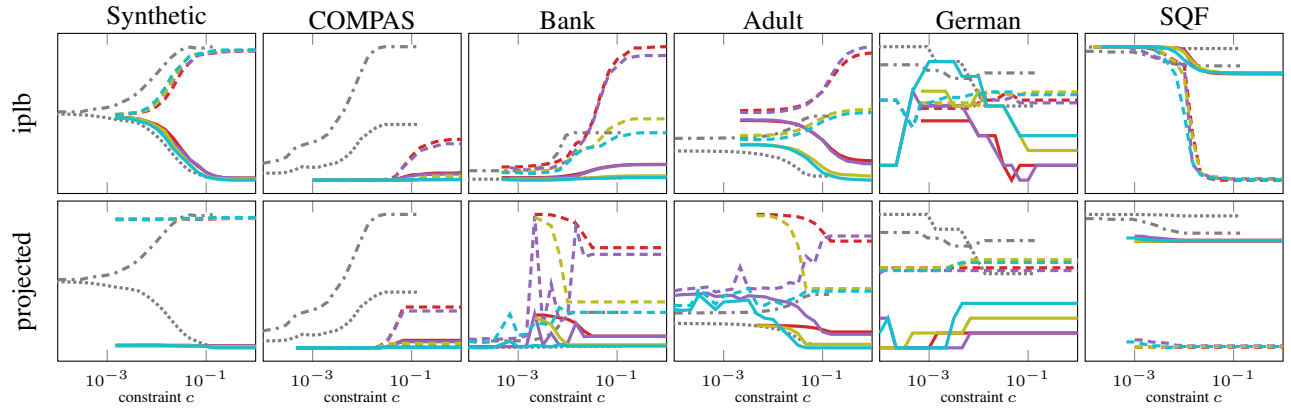 Synthetic COMPAS Bank Adult German SQF
iplb
projected
10^−3 10^−1 10^−3 10^−1 10^−3 10^−1 10^−3 10^−1 10^−3 10^−1 10^−3 10^−1
constraint c constraint c constraint c constraint c constraint c constraint c